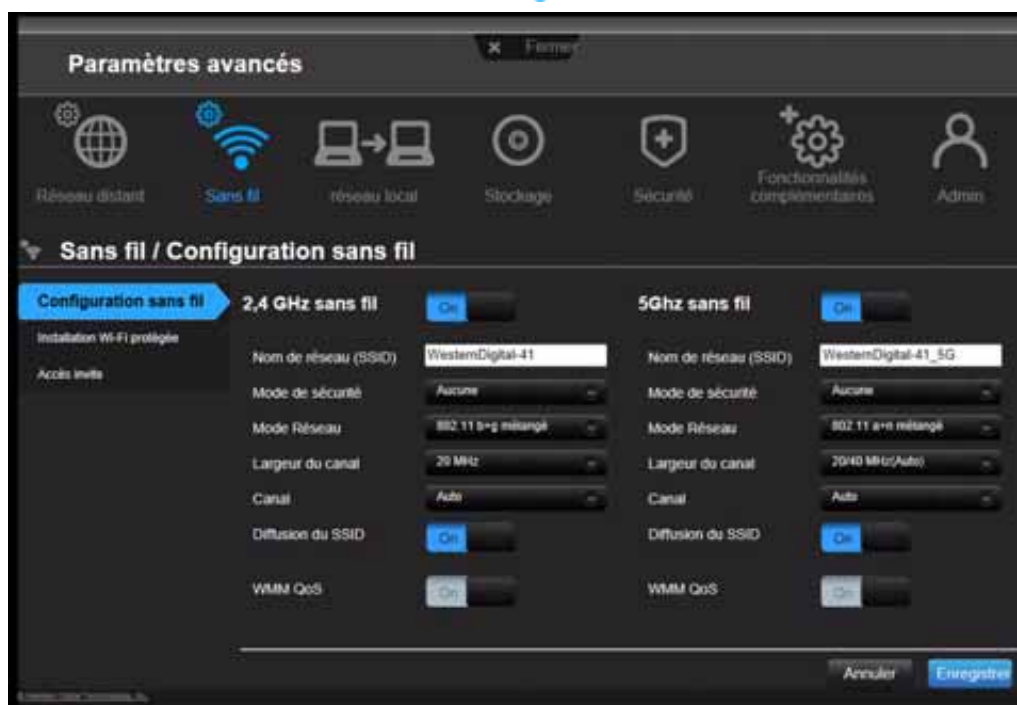 × Fermer
Paramètres avancés
Réseau distant
Sans fil
réseau local
Stockage
Sécurité
Fonctionnalités complémentaires
Admin
Sans fil / Configuration sans fil
Configuration sans fil
Installation Wi-Fi protégée
Accès invité
2,4 GHz sans fil On
Nom de réseau (SSID) WesternDigital-41
Mode de sécurité Aucune
Mode Réseau 802.11 b+g mélangé
Largeur du canal 20 MHz
Canal Auto
Diffusion du SSID On
WMM QoS On
5Ghz sans fil On
Nom de réseau (SSID) WesternDigital-41_5G
Mode de sécurité Aucune
Mode Réseau 802.11 a+n mélangé
Largeur du canal 20/40 MHz(Auto)
Canal Auto
Diffusion du SSID On
WMM QoS On
Annuler
Enregistrer